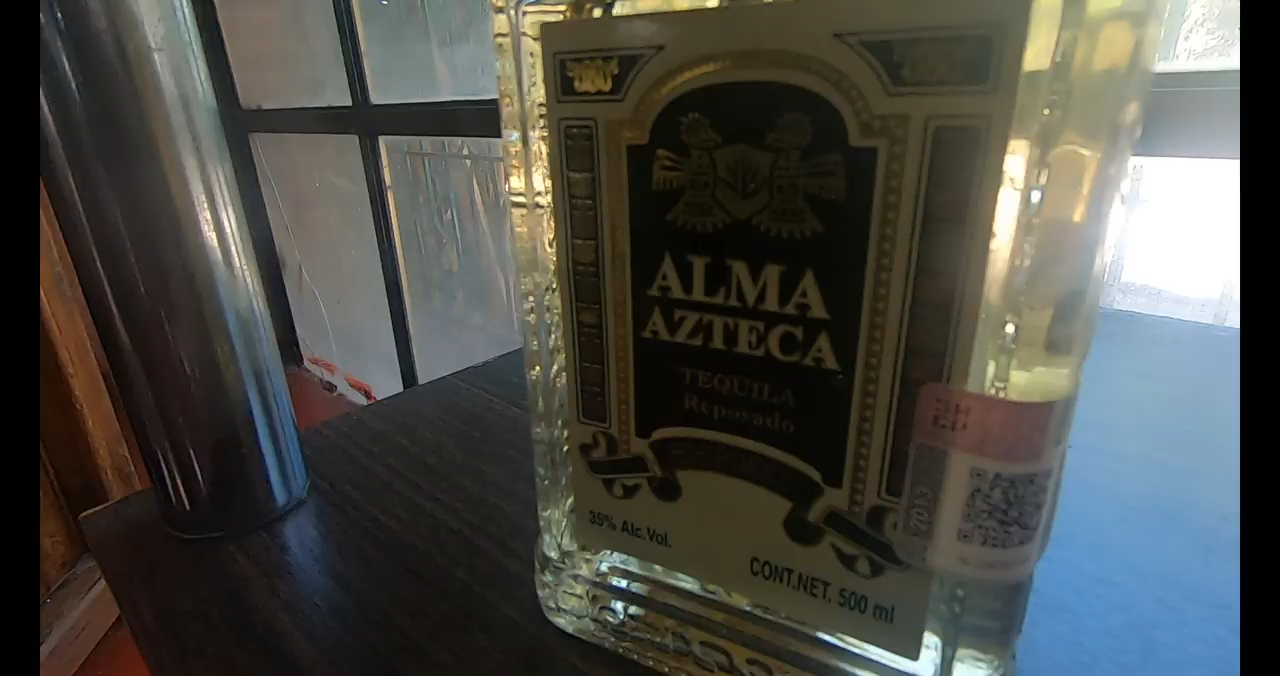 ALMA
AZTECA
TEQUILA
Reposado
35% Alc.Vol.
CONT.NET. 500 ml